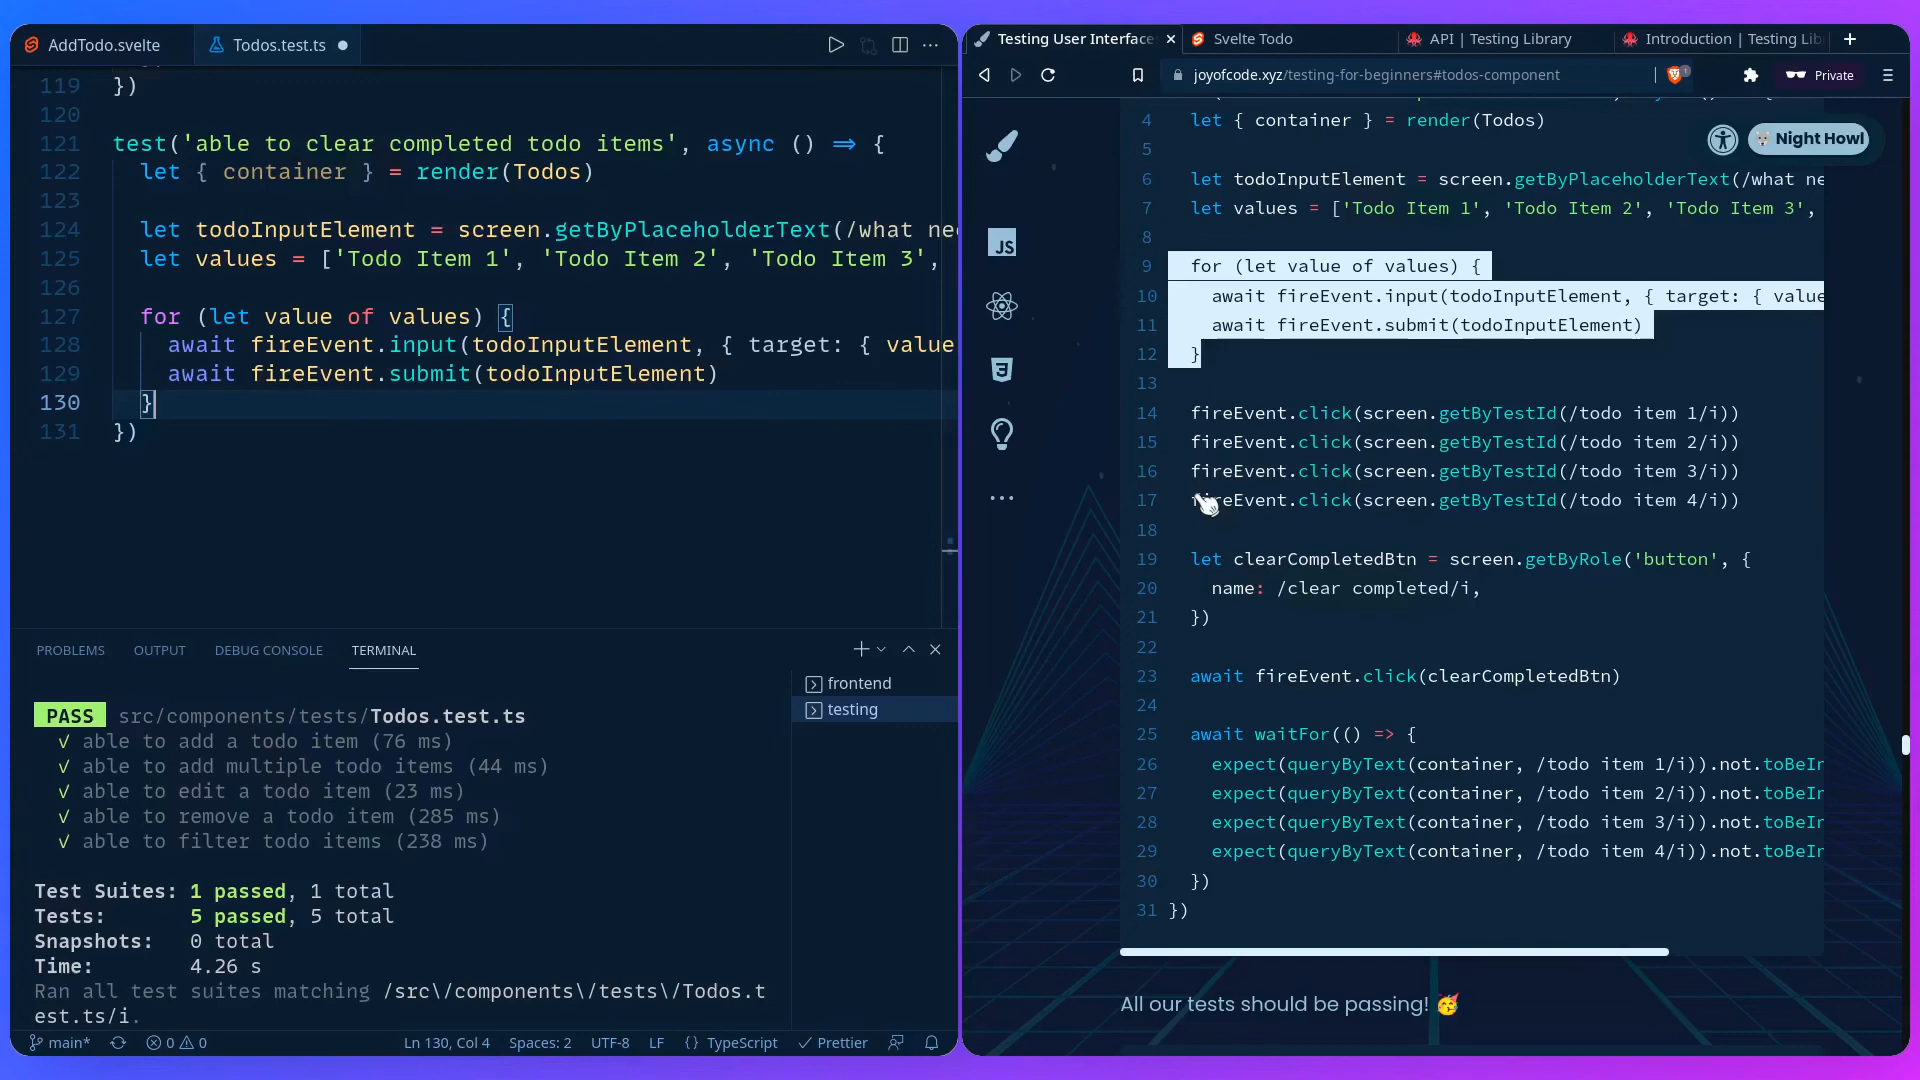 AddTodo.svelte
Todos.test.ts
119 })
120
121 test('able to clear completed todo items', async () => {
122 let { container } = render(Todos)
123
124 let todoInputElement = screen.getByPlaceholderText(/what ne
125 let values = ['Todo Item 1', 'Todo Item 2', 'Todo Item 3',
126
127 for (let value of values) {
128 await fireEvent.input(todoInputElement, { target: { value
129 await fireEvent.submit(todoInputElement)
130 }
131 })
PROBLEMS OUTPUT DEBUG CONSOLE TERMINAL
frontend
testing
PASS src/components/tests/Todos.test.ts
√ able to add a todo item (76 ms)
√ able to add multiple todo items (44 ms)
√ able to edit a todo item (23 ms)
√ able to remove a todo item (285 ms)
√ able to filter todo items (238 ms)
Test Suites: 1 passed, 1 total
Tests: 5 passed, 5 total
Snapshots: 0 total
Time: 4.26 s
Ran all test suites matching /src\/components\/tests\/Todos.t
est.ts/i.
main* 0 0 Ln 130, Col 4 Spaces: 2 UTF-8 LF {} TypeScript Prettier
Testing User Interface
Svelte Todo
API | Testing Library
Introduction | Testing Lib
joyofcode.xyz/testing-for-beginners#todos-component
1
Private
Night Howl
JS
4 let { container } = render(Todos)
5
6 let todoInputElement = screen.getByPlaceholderText(/what ne
7 let values = ['Todo Item 1', 'Todo Item 2', 'Todo Item 3',
8
9 for (let value of values) {
10 await fireEvent.input(todoInputElement, { target: { value
11 await fireEvent.submit(todoInputElement)
12 }
13
14 fireEvent.click(screen.getByTestId(/todo item 1/i))
15 fireEvent.click(screen.getByTestId(/todo item 2/i))
16 fireEvent.click(screen.getByTestId(/todo item 3/i))
17 fireEvent.click(screen.getByTestId(/todo item 4/i))
18
19 let clearCompletedBtn = screen.getByRole('button', {
20 name: /clear completed/i,
21 })
22
23 await fireEvent.click(clearCompletedBtn)
24
25 await waitFor(() => {
26 expect(queryByText(container, /todo item 1/i)).not.toBeIn
27 expect(queryByText(container, /todo item 2/i)).not.toBeIn
28 expect(queryByText(container, /todo item 3/i)).not.toBeIn
29 expect(queryByText(container, /todo item 4/i)).not.toBeIn
30 })
31 })
All our tests should be passing! 🥳